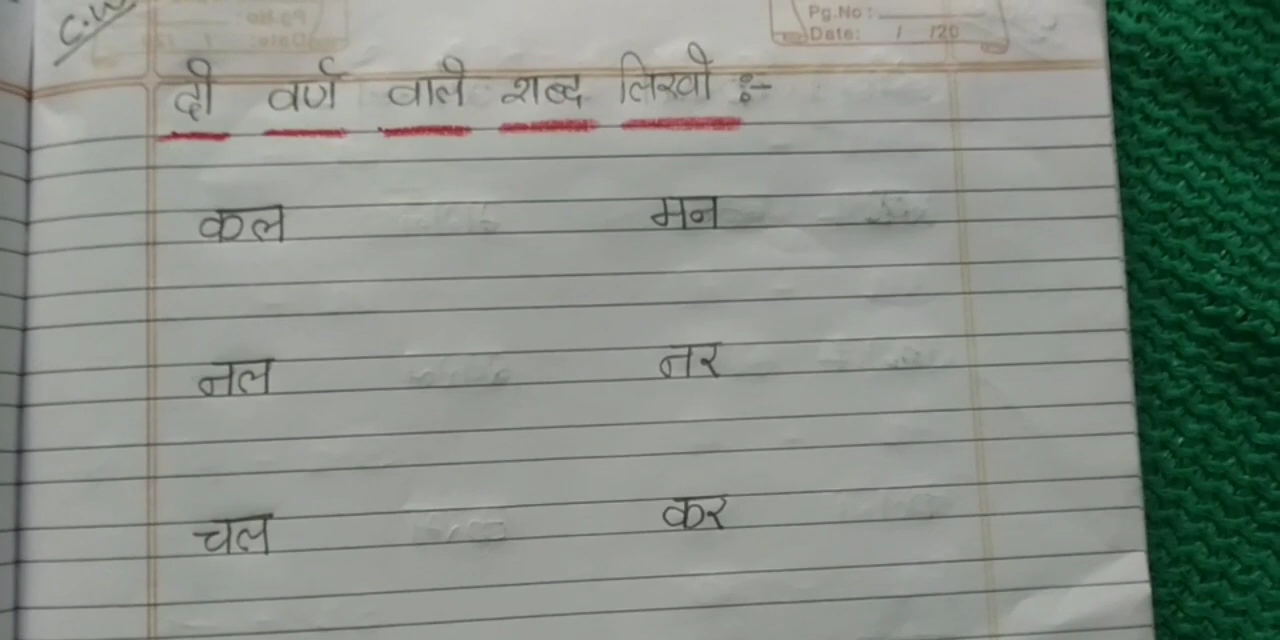 C.W
Pg.No:
Date: / /20
दो वर्ण वाले शब्द लिखो :-
कल मन
नल नर
चल कर